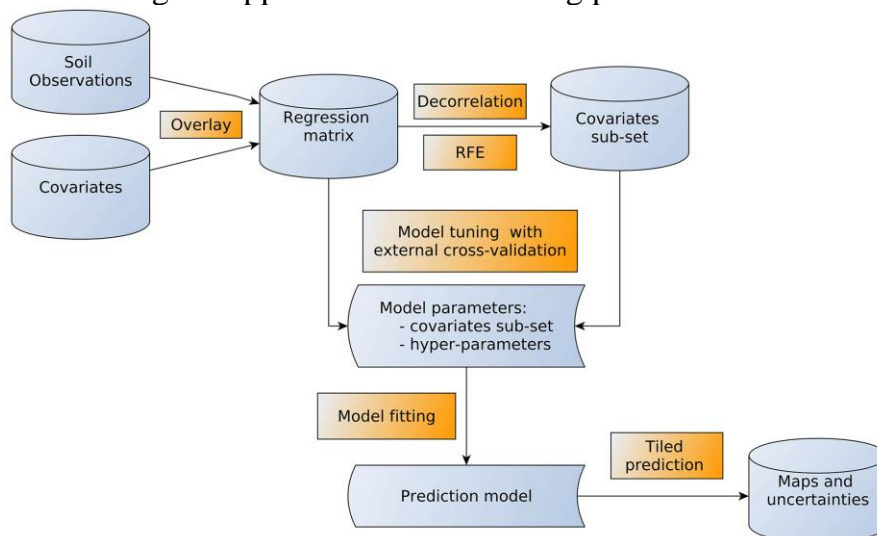 Soil
Observations
Overlay
Covariates
Regression
matrix
Decorrelation
RFE
Covariates
sub-set
Model tuning with
external cross-validation
Model parameters:
- covariates sub-set
- hyper-parameters
Model fitting
Prediction model
Tiled
prediction
Maps and
uncertainties